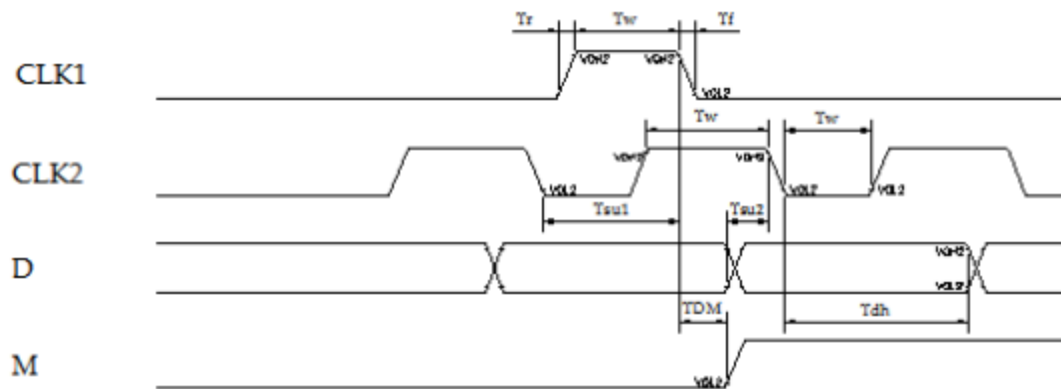 Tr Tw Tf
CLK1
VOH2 VOH2
VOL2
Tw Tw
CLK2
VOH2 VOH2
VOL2 VOL2 VOL2
Tsu1 Tsu2
D
VOH2
VOL2
TDM Tdh
M
VOL2